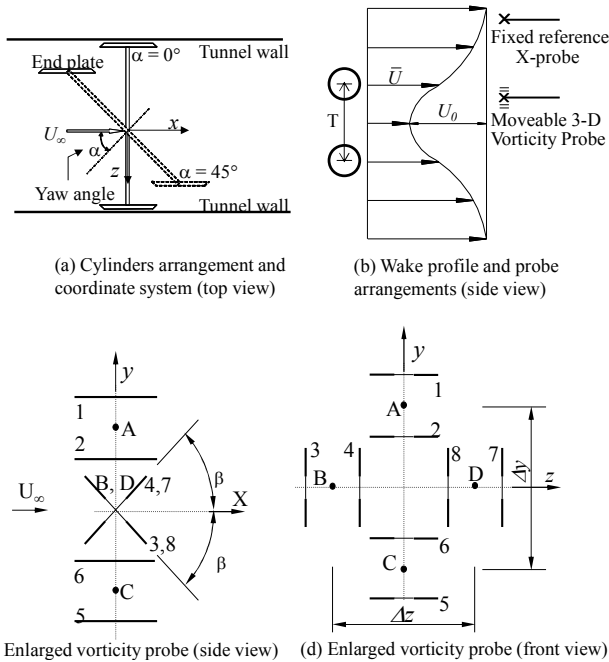 Tunnel wall
α = 0°
End plate
U∞
x
α
z
α = 45°
Yaw angle
Tunnel wall
(a) Cylinders arrangement and
coordinate system (top view)
Fixed reference
X-probe
U̅
T
U0
Moveable 3-D
Vorticity Probe
(b) Wake profile and probe
arrangements (side view)
y
1
A
2
B, D
4,7
β
U∞
X
3,8
β
6
C
5
Enlarged vorticity probe (side view)
y
1
A
2
3
4
8
7
Δy
B
D
z
6
C
5
Δz
(d) Enlarged vorticity probe (front view)